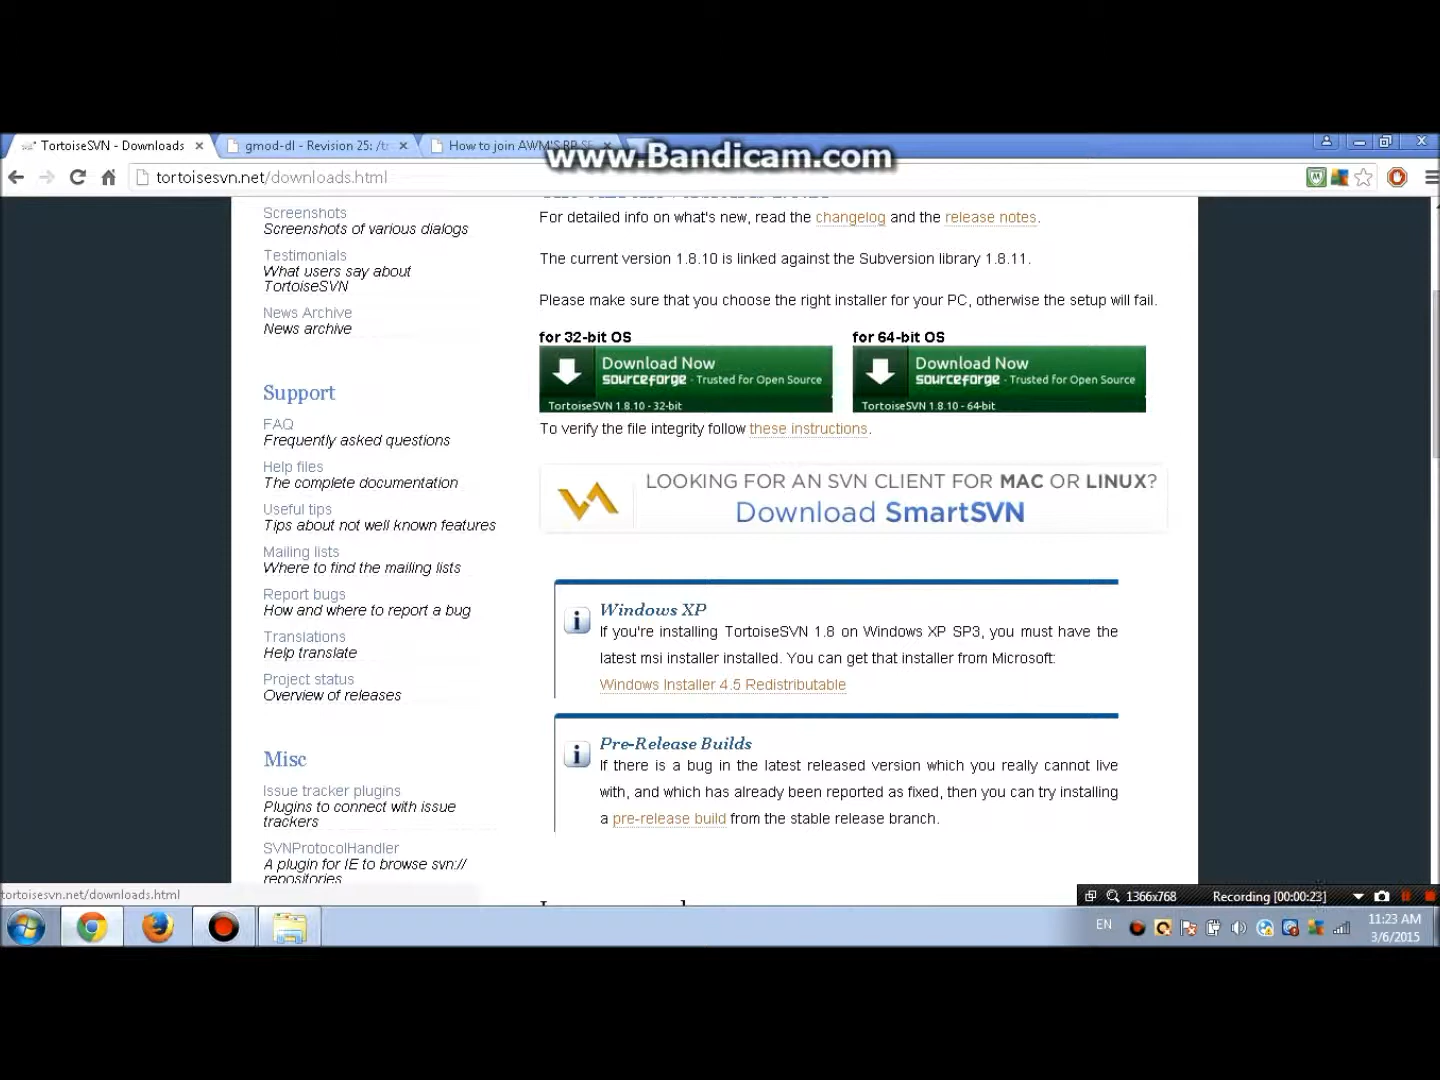 TortoiseSVN - Downloads
gmod-dl - Revision 25: /tr
How to join AWM'S RP SE
www.Bandicam.com
tortoisesvn.net/downloads.html
Screenshots
Screenshots of various dialogs
Testimonials
What users say about
TortoiseSVN
News Archive
News archive
Support
FAQ
Frequently asked questions
Help files
The complete documentation
Useful tips
Tips about not well known features
Mailing lists
Where to find the mailing lists
Report bugs
How and where to report a bug
Translations
Help translate
Project status
Overview of releases
Misc
Issue tracker plugins
Plugins to connect with issue
trackers
SVNProtocolHandler
A plugin for IE to browse svn://
repositories
For detailed info on what's new, read the changelog and the release notes.
The current version 1.8.10 is linked against the Subversion library 1.8.11.
Please make sure that you choose the right installer for your PC, otherwise the setup will fail.
for 32-bit OS
Download Now
sourceforge - Trusted for Open Source
TortoiseSVN 1.8.10 - 32-bit
for 64-bit OS
Download Now
sourceforge - Trusted for Open Source
TortoiseSVN 1.8.10 - 64-bit
To verify the file integrity follow these instructions.
LOOKING FOR AN SVN CLIENT FOR MAC OR LINUX?
Download SmartSVN
Windows XP
If you're installing TortoiseSVN 1.8 on Windows XP SP3, you must have the
latest msi installer installed. You can get that installer from Microsoft:
Windows Installer 4.5 Redistributable
Pre-Release Builds
If there is a bug in the latest released version which you really cannot live
with, and which has already been reported as fixed, then you can try installing
a pre-release build from the stable release branch.
tortoisesvn.net/downloads.html
1366x768
Recording [00:00:23]
EN
11:23 AM
3/6/2015